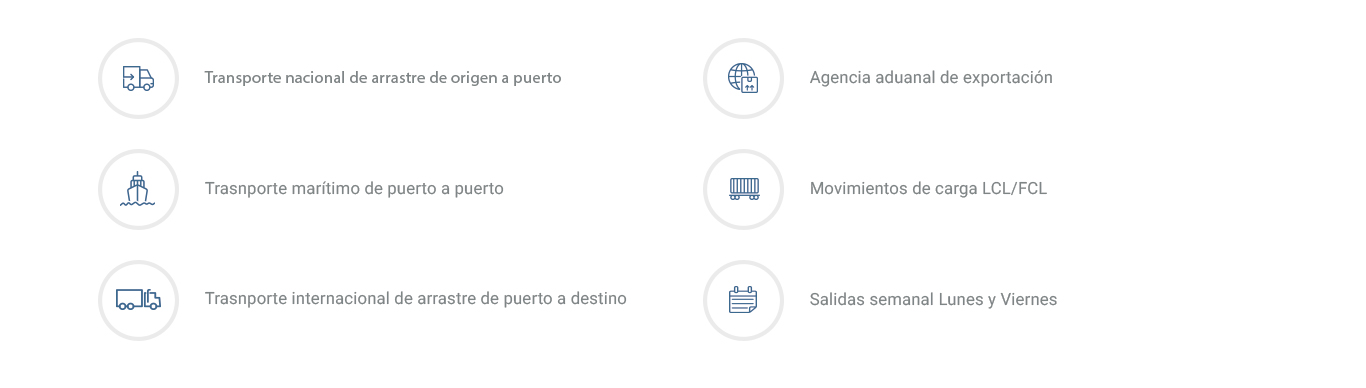 Transporte nacional de arrastre de origen a puerto
Agencia aduanal de exportación
Trasnporte marítimo de puerto a puerto
Movimientos de carga LCL/FCL
Trasnporte internacional de arrastre de puerto a destino
Salidas semanal Lunes y Viernes